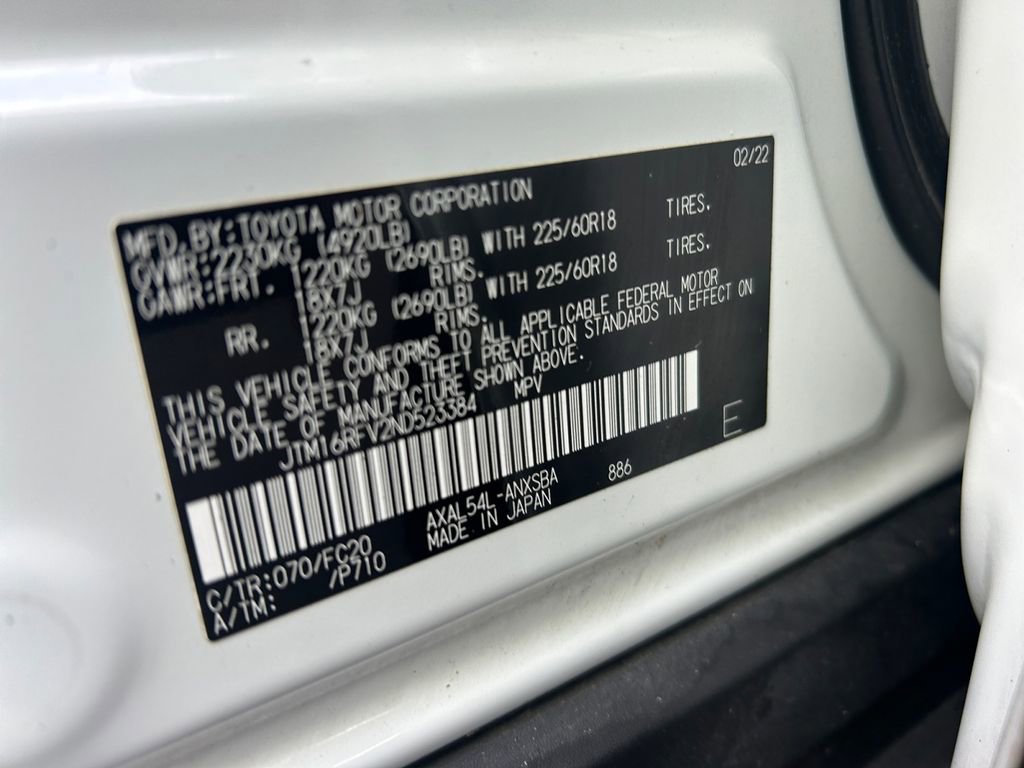 02/22
MFD.BY:TOYOTA MOTOR CORPORATION
GVWR:2230KG (4920LB)
GAWR:FRT. 1220KG (2690LB) WITH 225/60R18 TIRES.
18X7J RIMS.
RR. 1220KG (2690LB) WITH 225/60R18 TIRES.
18X7J RIMS.
THIS VEHICLE CONFORMS TO ALL APPLICABLE FEDERAL MOTOR
VEHICLE SAFETY AND THEFT PREVENTION STANDARDS IN EFFECT ON
THE DATE OF MANUFACTURE SHOWN ABOVE.
JTM16RFV2ND523384 MPV
E
AXAL54L-ANXSBA 886
MADE IN JAPAN
C/TR:070/FC20
A/TM: /P710